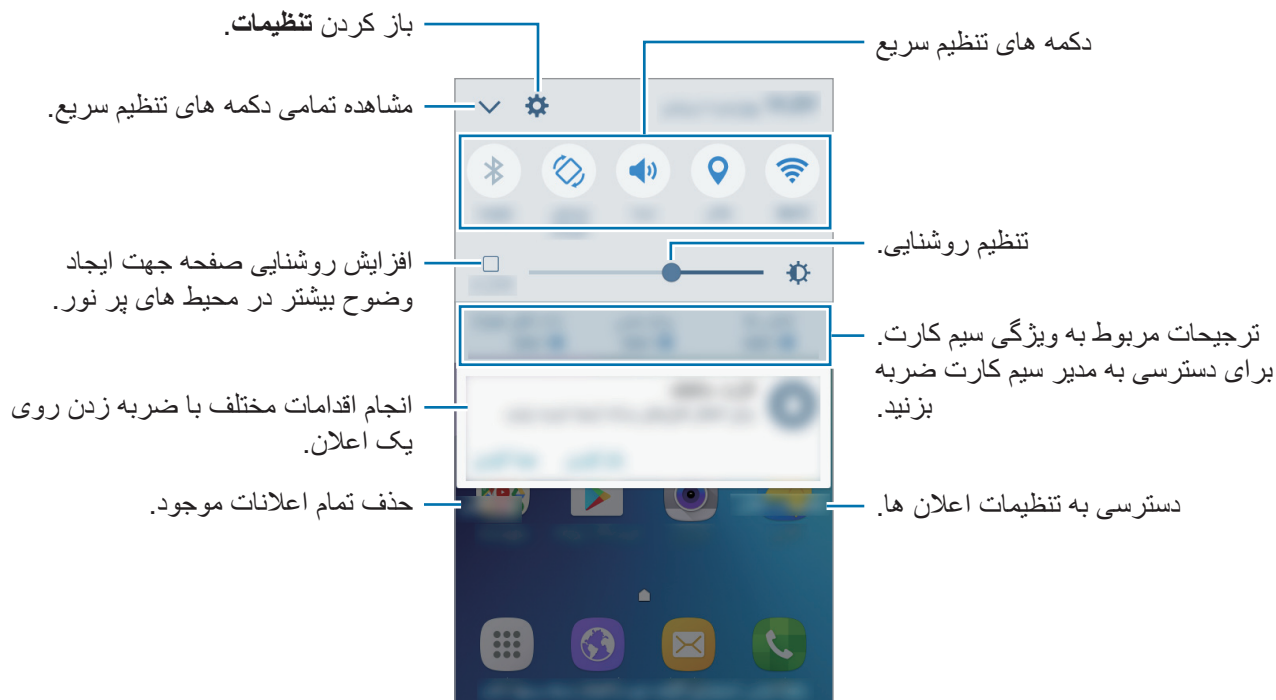 باز کردن تنظیمات.
دکمه های تنظیم سریع
مشاهده تمامی دکمه های تنظیم سریع.
تنظیم روشنایی.
افزایش روشنایی صفحه جهت ایجاد
وضوح بیشتر در محیط های پر نور.
ترجیحات مربوط به ویژگی سیم کارت.
برای دسترسی به مدیر سیم کارت ضربه
بزنید.
انجام اقدامات مختلف با ضربه زدن روی
یک اعلان.
دسترسی به تنظیمات اعلان ها.
حذف تمام اعلانات موجود.